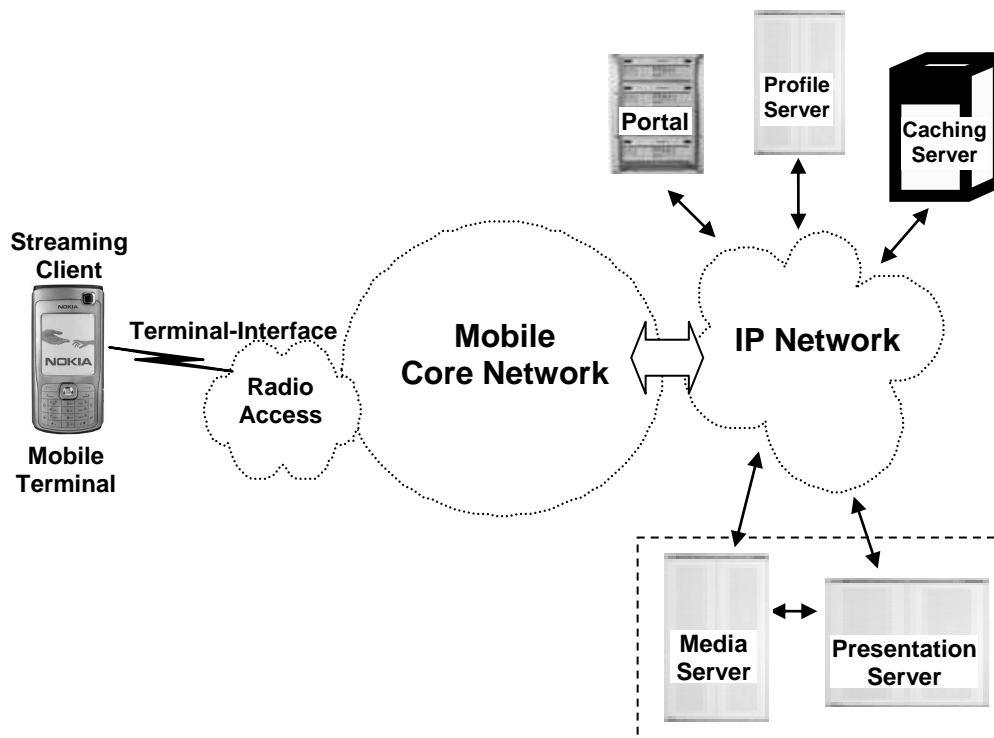 Portal
Profile
Server
Caching
Server
Streaming
Client
NOKIA
NOKIA
Terminal-Interface
Radio
Access
Mobile
Core Network
IP Network
Mobile
Terminal
Media
Server
Presentation
Server